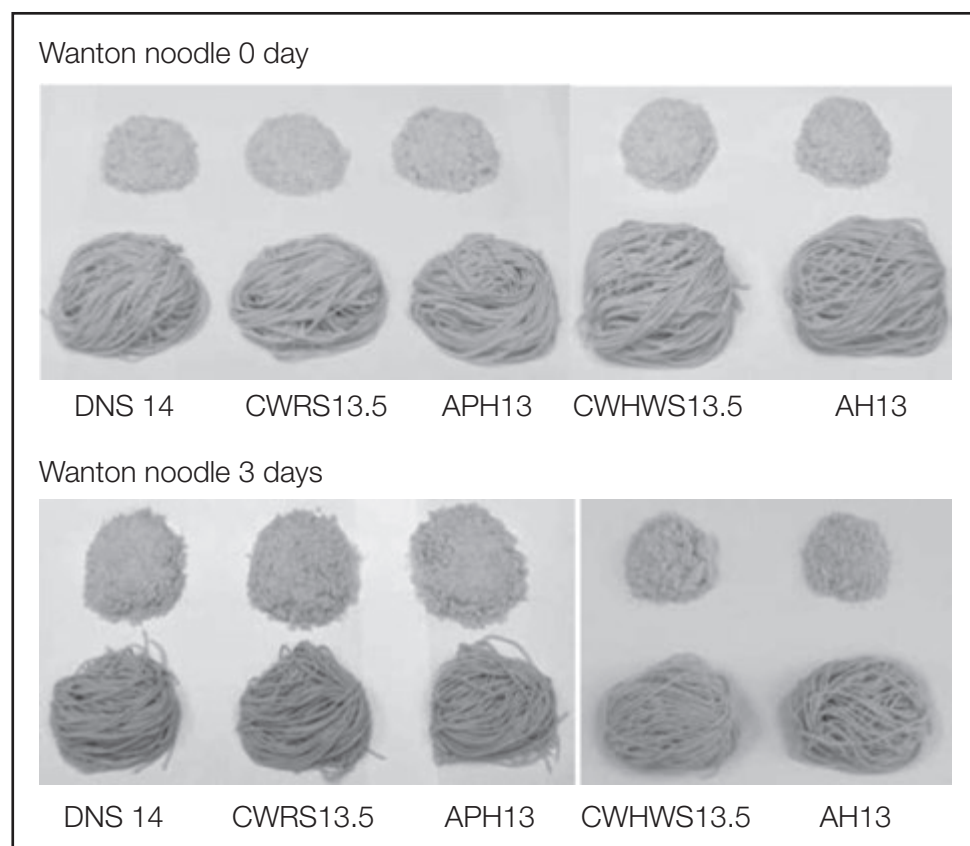 Wanton noodle 0 day
DNS 14 CWRS13.5 APH13 CWHWS13.5 AH13
Wanton noodle 3 days
DNS 14 CWRS13.5 APH13 CWHWS13.5 AH13